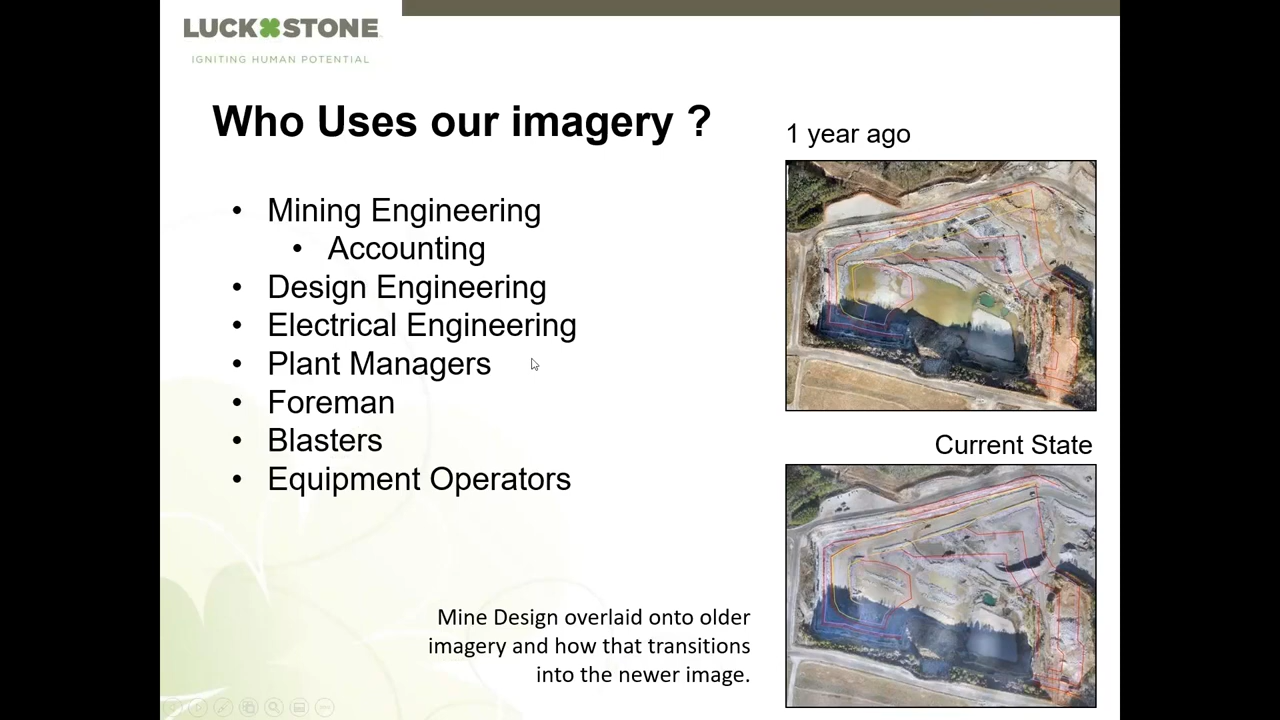 LUCK STONE
IGNITING HUMAN POTENTIAL
Who Uses our imagery ?
• Mining Engineering
• Accounting
• Design Engineering
• Electrical Engineering
• Plant Managers
• Foreman
• Blasters
• Equipment Operators
1 year ago
Current State
Mine Design overlaid onto older
imagery and how that transitions
into the newer image.